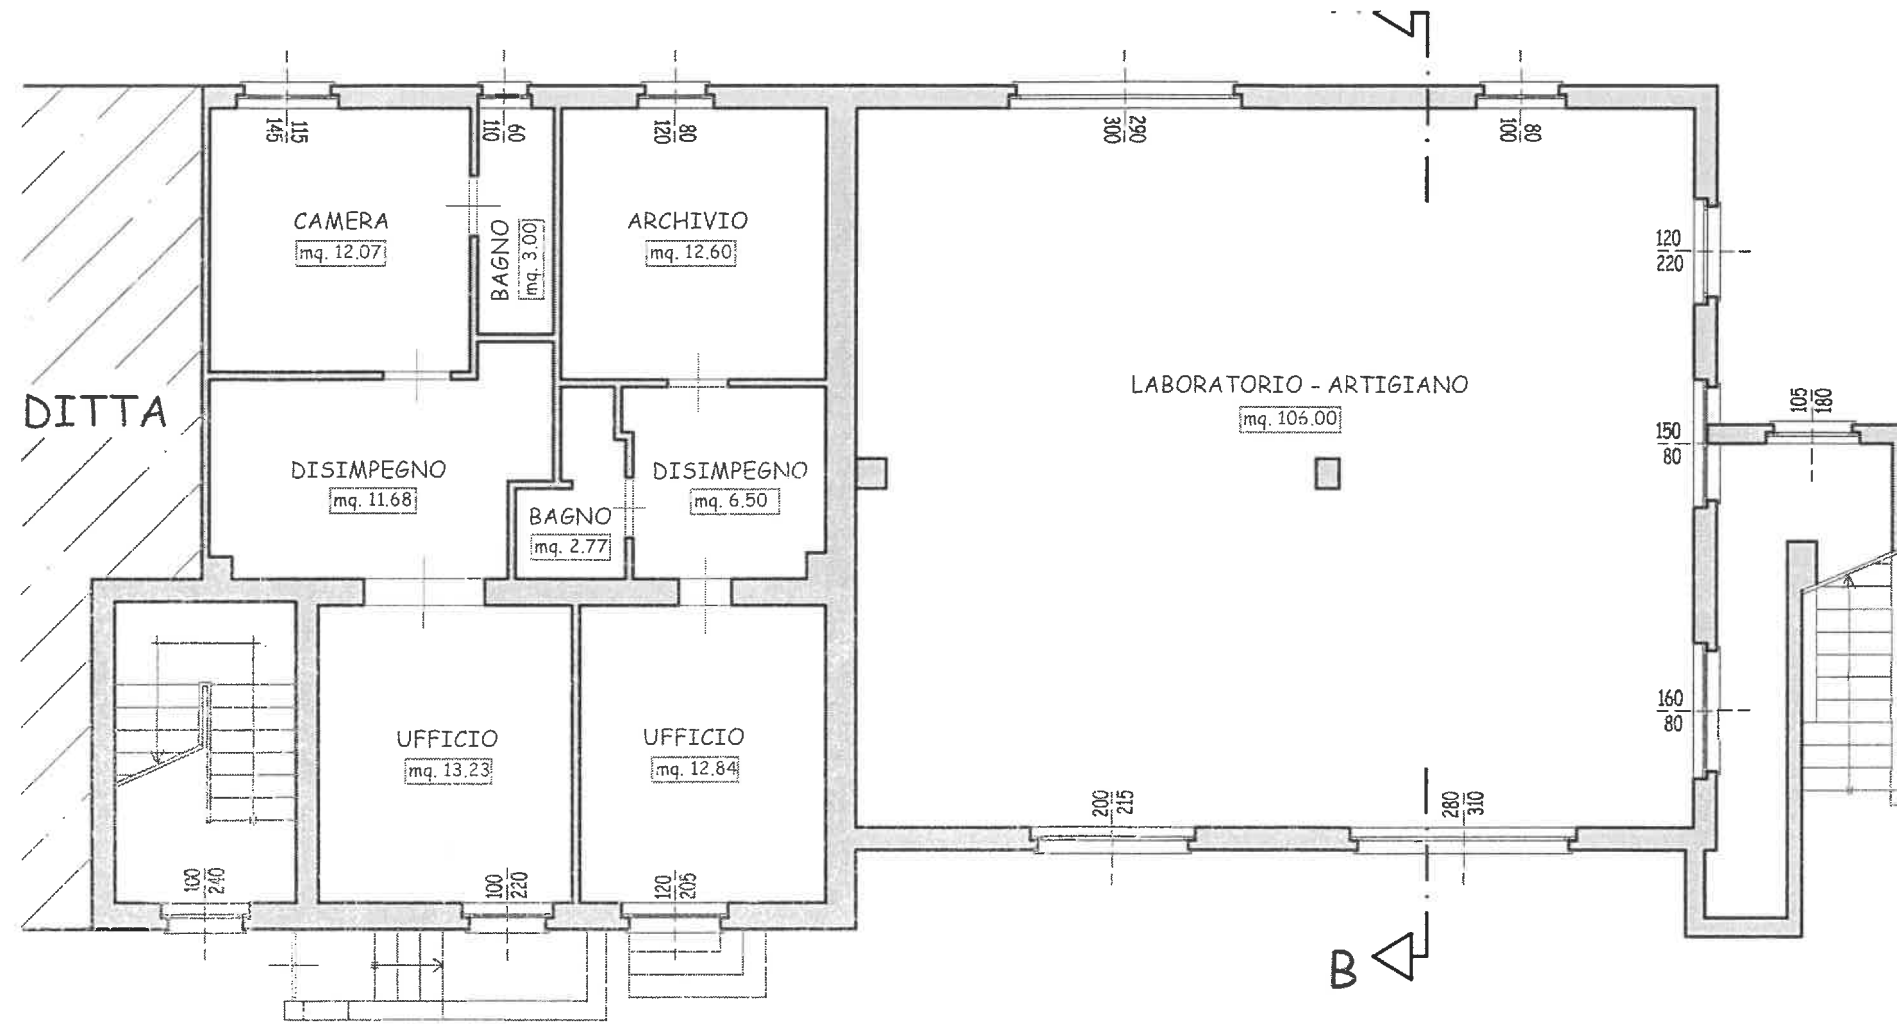 115
145
60
110
80
120
290
300
80
100
CAMERA
mq. 12,07
BAGNO
mq. 3.00
ARCHIVIO
mq. 12.60
120
220
LABORATORIO - ARTIGIANO
mq. 105.00
105
180
DITTA
150
80
DISIMPEGNO
mq. 11.68
DISIMPEGNO
mq. 6.50
BAGNO
mq. 2.77
160
80
UFFICIO
mq. 13.23
UFFICIO
mq. 12.84
200
215
280
310
100
240
100
220
120
205
B